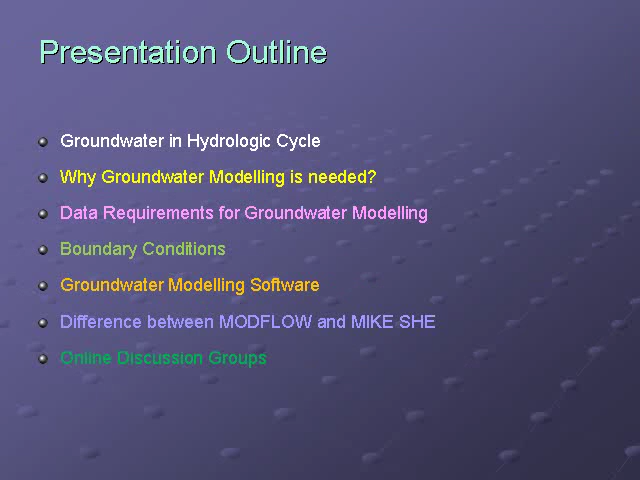 Presentation Outline
Groundwater in Hydrologic Cycle
Why Groundwater Modelling is needed?
Data Requirements for Groundwater Modelling
Boundary Conditions
Groundwater Modelling Software
Difference between MODFLOW and MIKE SHE
Online Discussion Groups